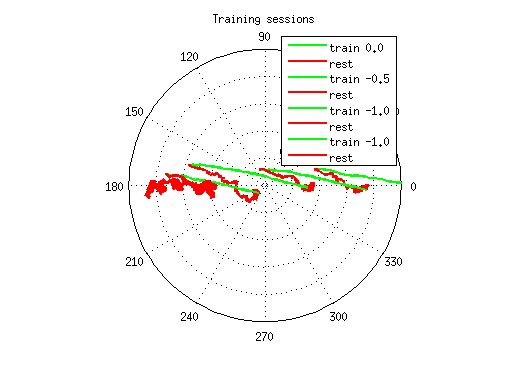 Training sessions
90
120
150
180
210
240
270
300
330
0
train 0.0
rest
train -0.5
rest
train -1.0
rest
train -1.0
rest